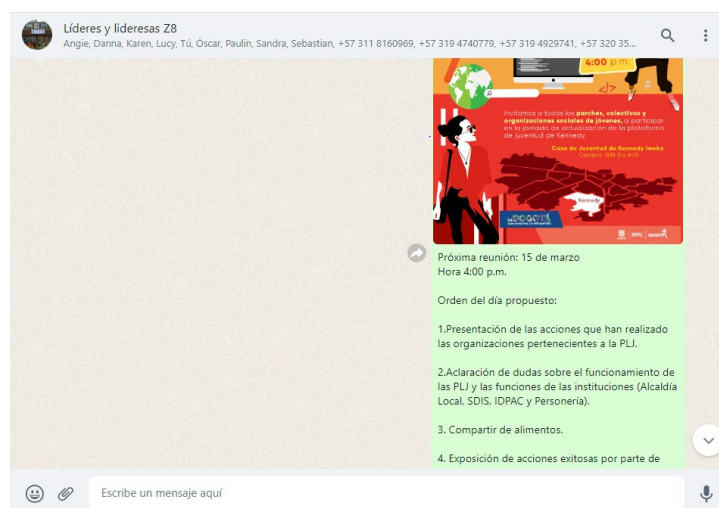 Líderes y lideresas Z8
Angie, Danna, Karen, Lucy, Tú, Óscar, Paulin, Sandra, Sebastian, +57 311 8160969, +57 319 4740779, +57 319 4929741, +57 320 35...
4:00 p.m.
</>
Invitamos a todos los parches, colectivos y
organizaciones sociales de jóvenes, a participar
en la jornada de actualización de la plataforma
de juventud de Kennedy.
Casa de Juventud de Kennedy Iwoka
Kennedy
BOGOTÁ
Próxima reunión: 15 de marzo
Hora 4:00 p.m.
Orden del día propuesto:
1.Presentación de las acciones que han realizado
las organizaciones pertenecientes a la PLJ.
2.Aclaración de dudas sobre el funcionamiento de
las PLJ y las funciones de las instituciones (Alcaldía
Local, SDIS, IDPAC y Personería).
3. Compartir de alimentos.
4. Exposición de acciones exitosas por parte de
Escribe un mensaje aquí